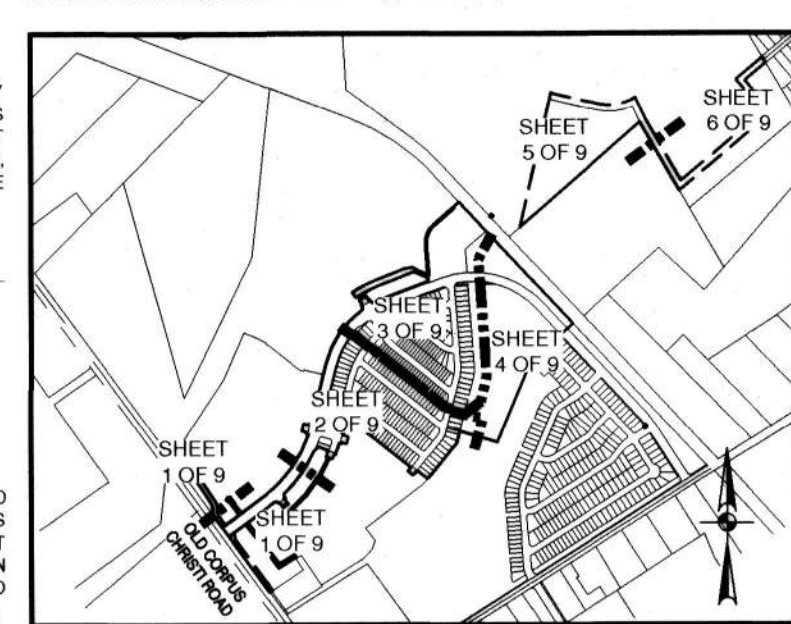 SHEET
6 OF 9
SHEET
5 OF 9
SHEET
3 OF 9
SHEET
4 OF 9
SHEET
2 OF 9
SHEET
1 OF 9
SHEET
1 OF 9
OLD CORPUS
CHRISTI ROAD
S
E
D
S
T
N
D